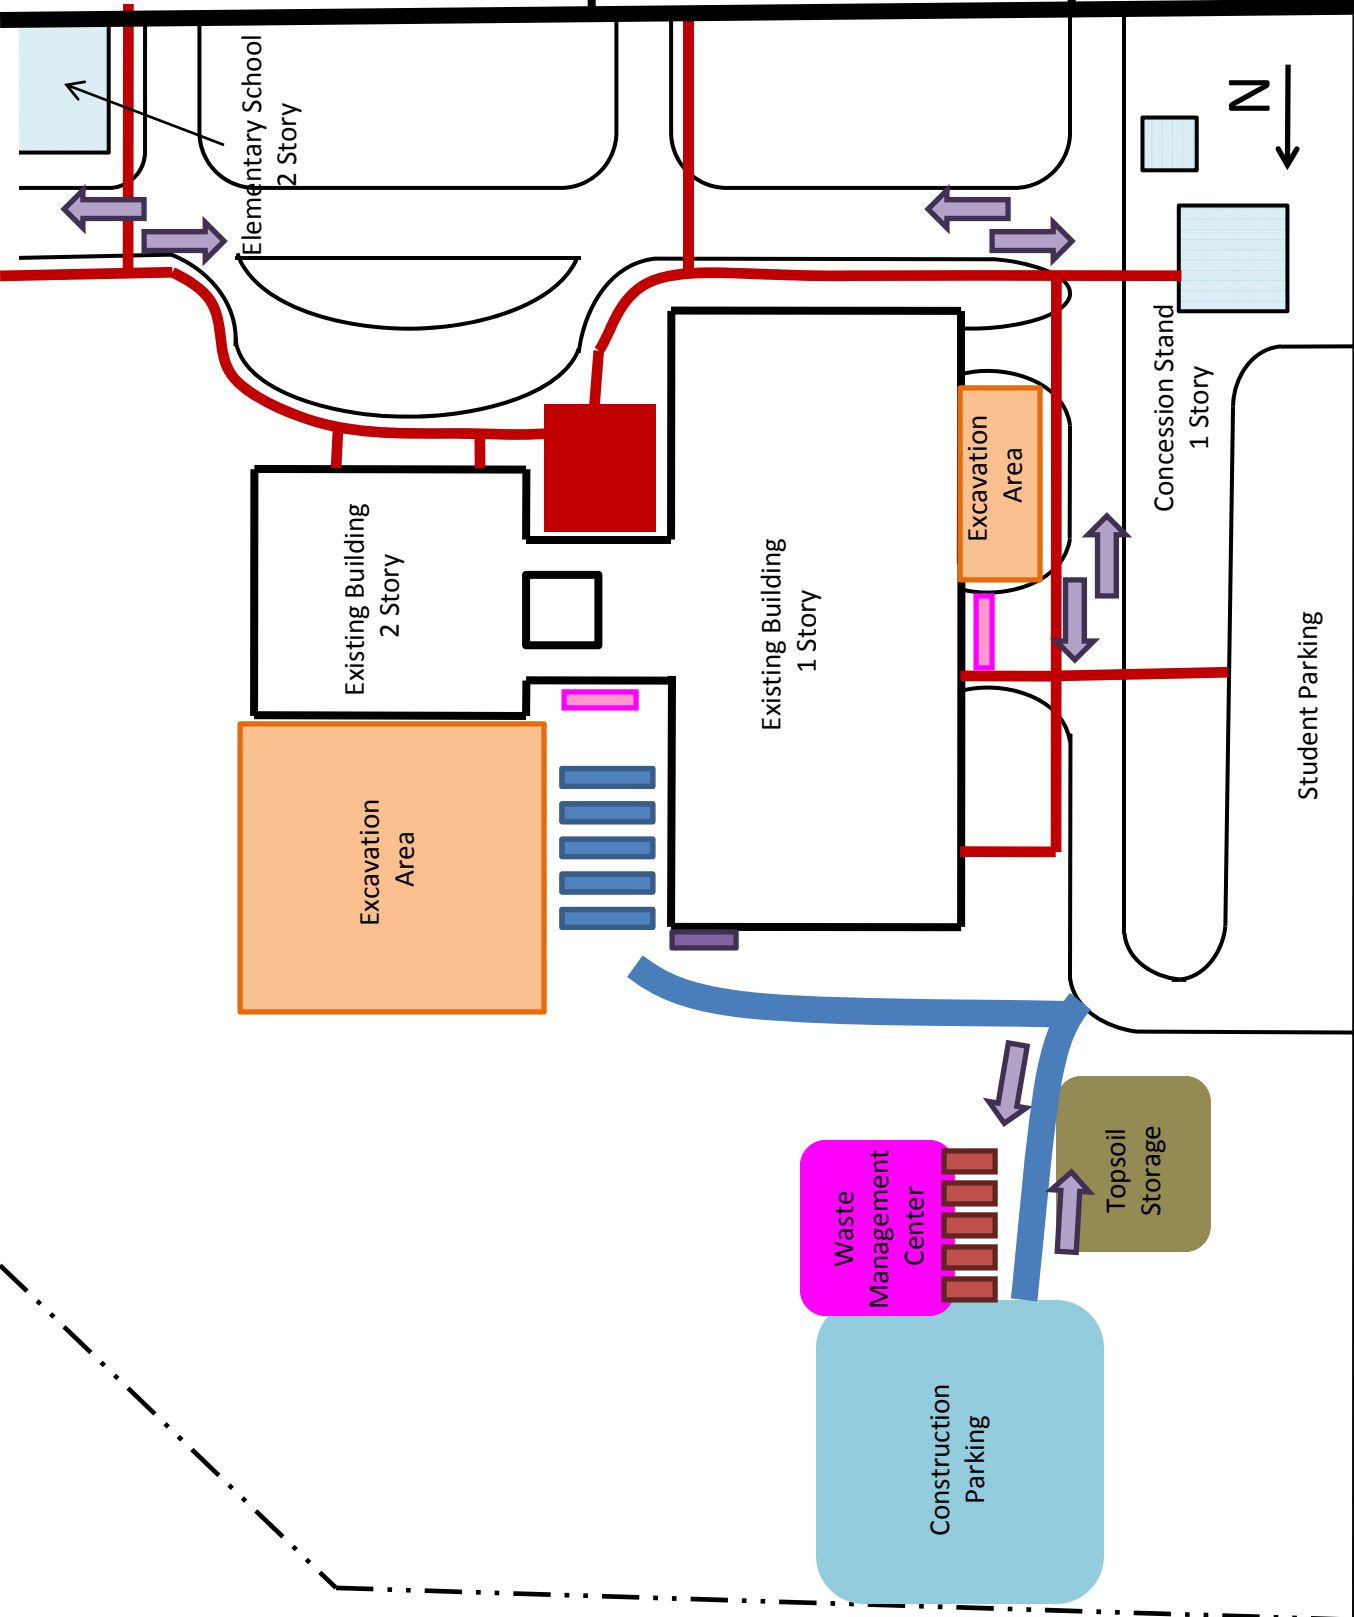 Elementary School
2 Story
N
Concession Stand
1 Story
Existing Building
2 Story
Existing Building
1 Story
Excavation
Area
Excavation
Area
Student Parking
Waste
Management
Center
Topsoil
Storage
Construction
Parking